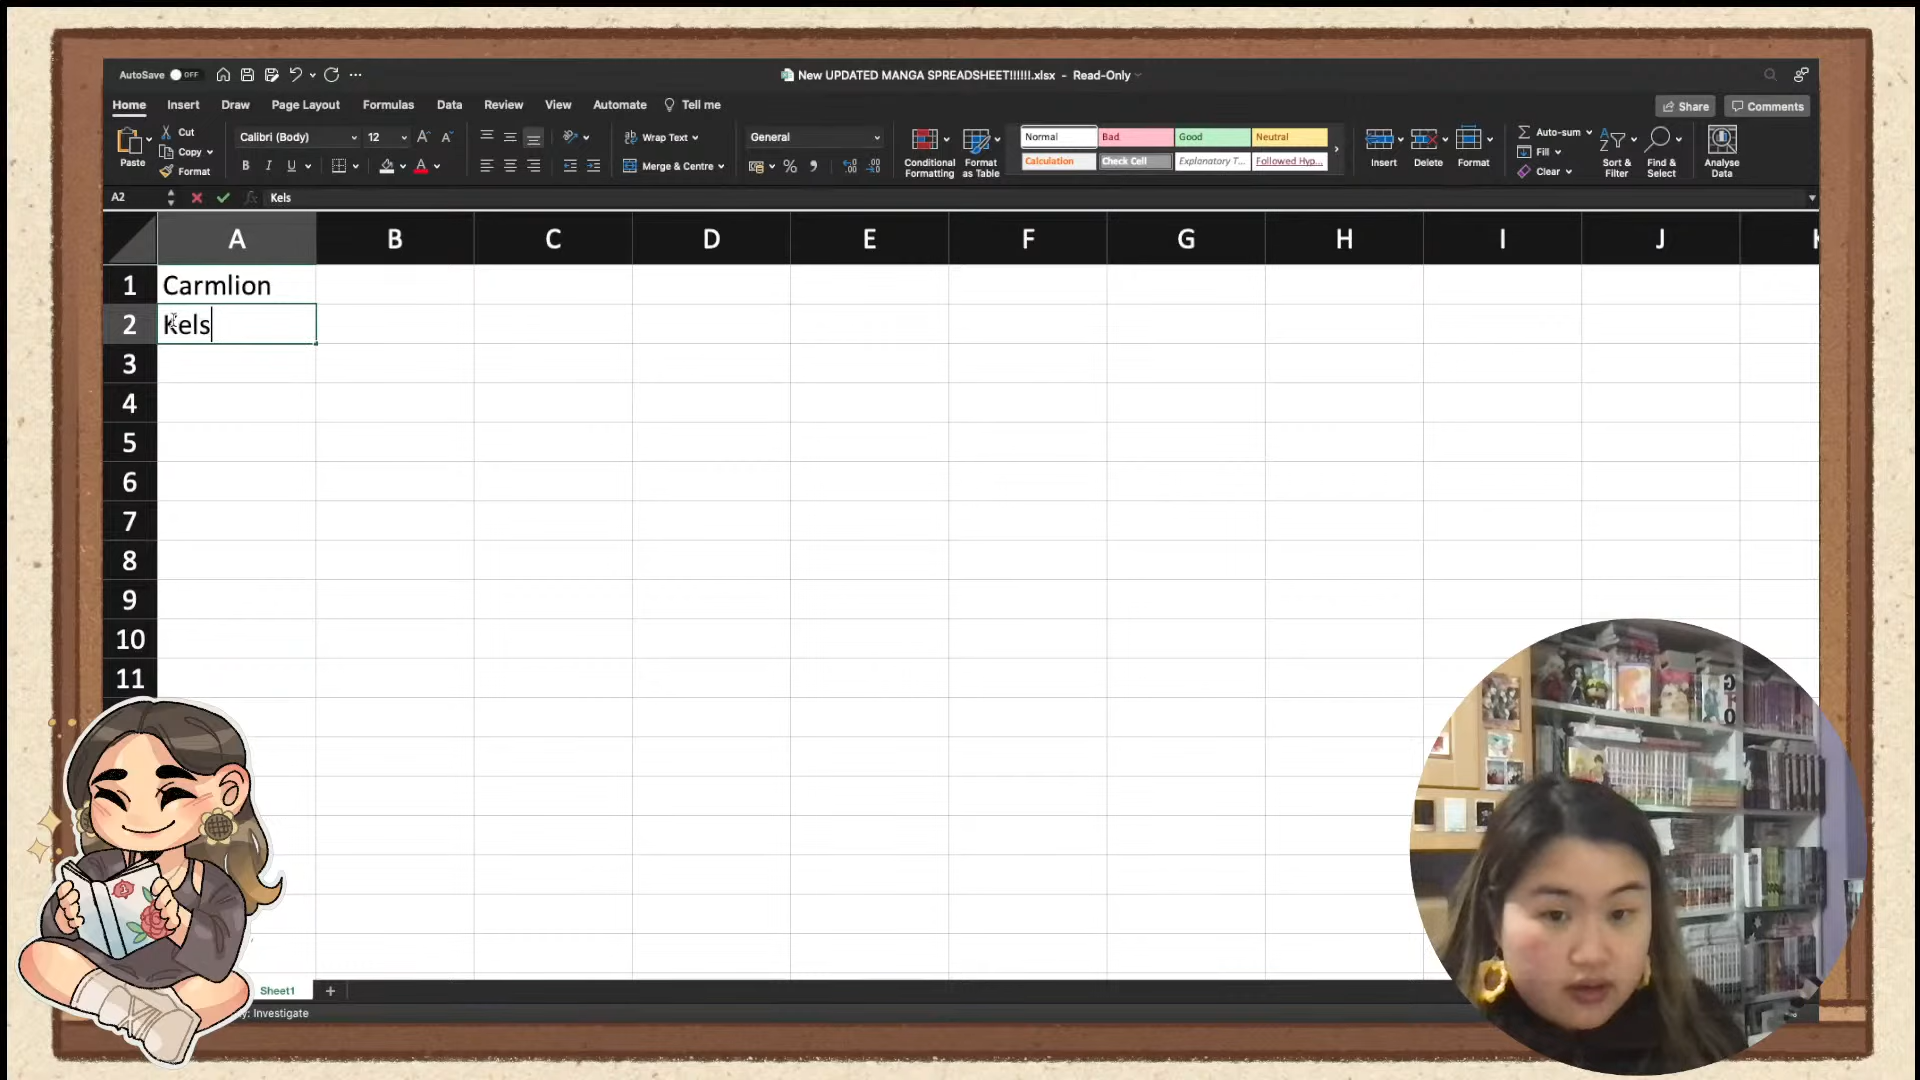 AutoSave OFF
New UPDATED MANGA SPREADSHEET!!!!!!.xlsx - Read-Only
Home Insert Draw Page Layout Formulas Data Review View Automate Tell me
Share Comments
Paste
Cut
Copy
Format
Calibri (Body) 12
B I U A
Wrap Text
Merge & Centre
General
%
Conditional Formatting
Format as Table
Normal Bad Good Neutral
Calculation Check Cell Explanatory T... Followed Hyp...
Insert
Delete
Format
Auto-sum
Fill
Clear
Sort & Filter
Find & Select
Analyse Data
A2 fx Kels
A B C D E F G H I J
1 Carmlion
2 Kels
3
4
5
6
7
8
9
10
11
Sheet1 +
y: Investigate